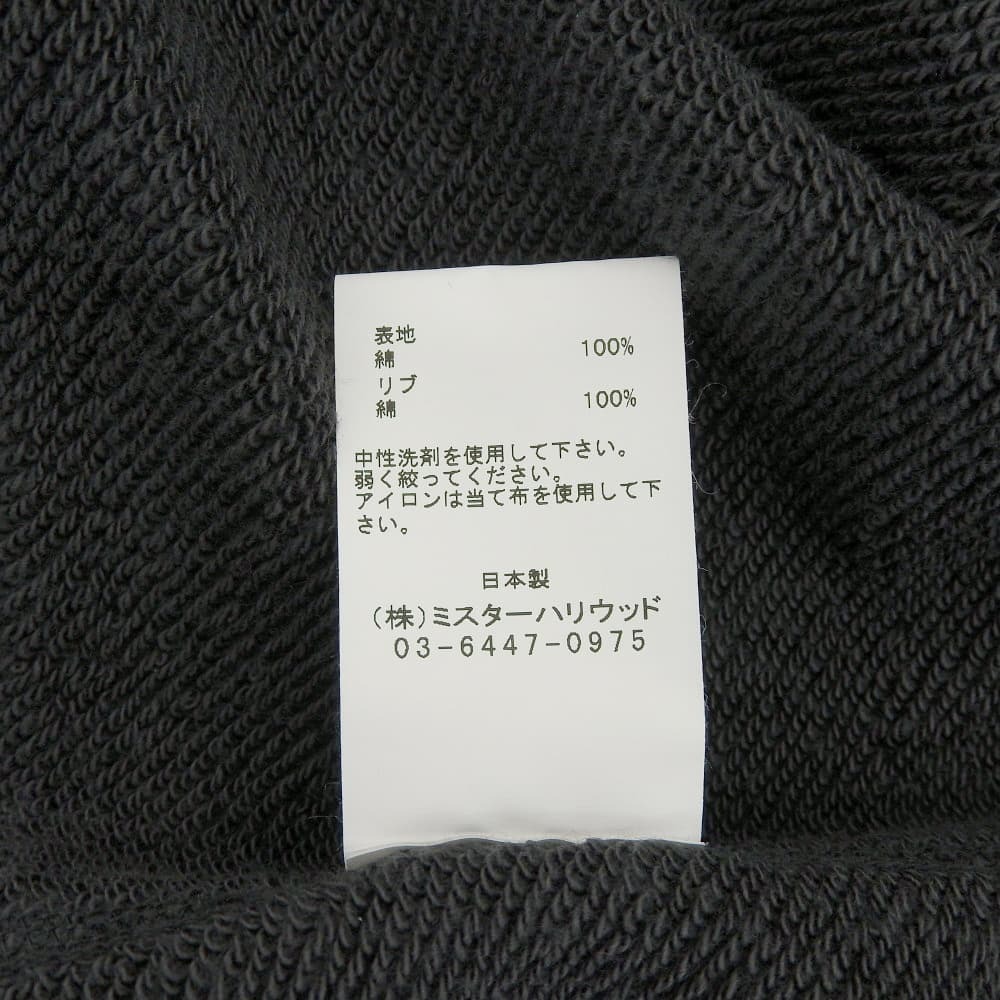 表地
綿 100%
リブ
綿 100%
中性洗剤を使用して下さい。
弱く絞ってください。
アイロンは当て布を使用して下
さい。
日本製
(株)ミスターハリウッド
03-6447-0975